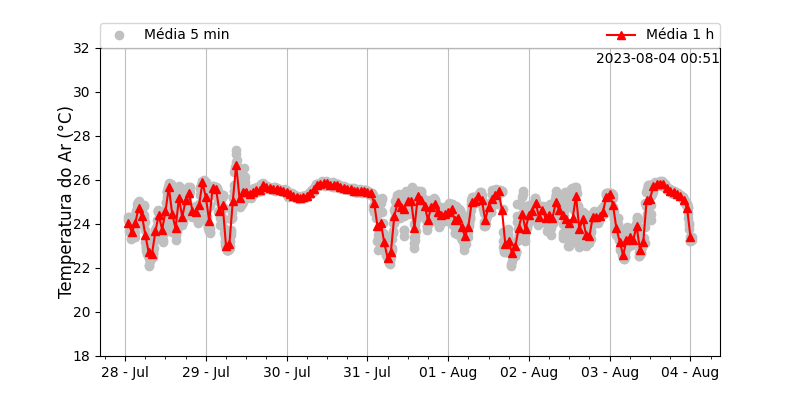 Média 5 min
Média 1 h
2023-08-04 00:51
Temperatura do Ar (°C)
32
30
28
26
24
22
20
18
28 - Jul
29 - Jul
30 - Jul
31 - Jul
01 - Aug
02 - Aug
03 - Aug
04 - Aug